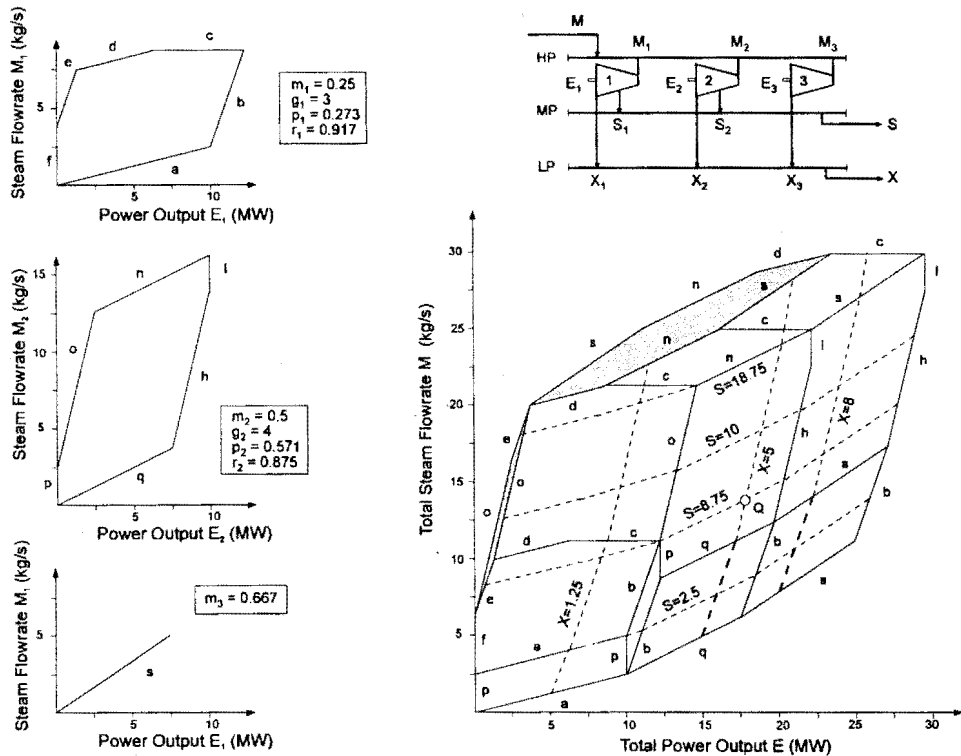 Steam Flowrate M₁ (kg/s)
5
e
d
c
b
f
a
5
10
Power Output E₁ (MW)
m₁ = 0.25
g₁ = 3
p₁ = 0.273
r₁ = 0.917
Steam Flowrate M₂ (kg/s)
15
10
5
n
l
o
h
p
q
5
10
Power Output E₂ (MW)
m₂ = 0.5
g₂ = 4
p₂ = 0.571
r₂ = 0.875
Steam Flowrate M₁ (kg/s)
5
s
5
10
Power Output E₁ (MW)
m₃ = 0.667
M
M₁
M₂
M₃
HP
E₁
1
E₂
2
E₃
3
MP
S₁
S₂
S
LP
X₁
X₂
X₃
X
Total Steam Flowrate M (kg/s)
30
25
20
15
10
5
c
d
n
s
l
s
s
c
n
n
l
c
S=18.75
d
h
e
o
X=8
S=10
o
X=5
h
s
o
S=8.75
Q
b
d
c
p
q
b
e
b
S=2.5
s
X=1.25
f
e
p
b
q
p
a
5
10
15
20
25
30
Total Power Output E (MW)